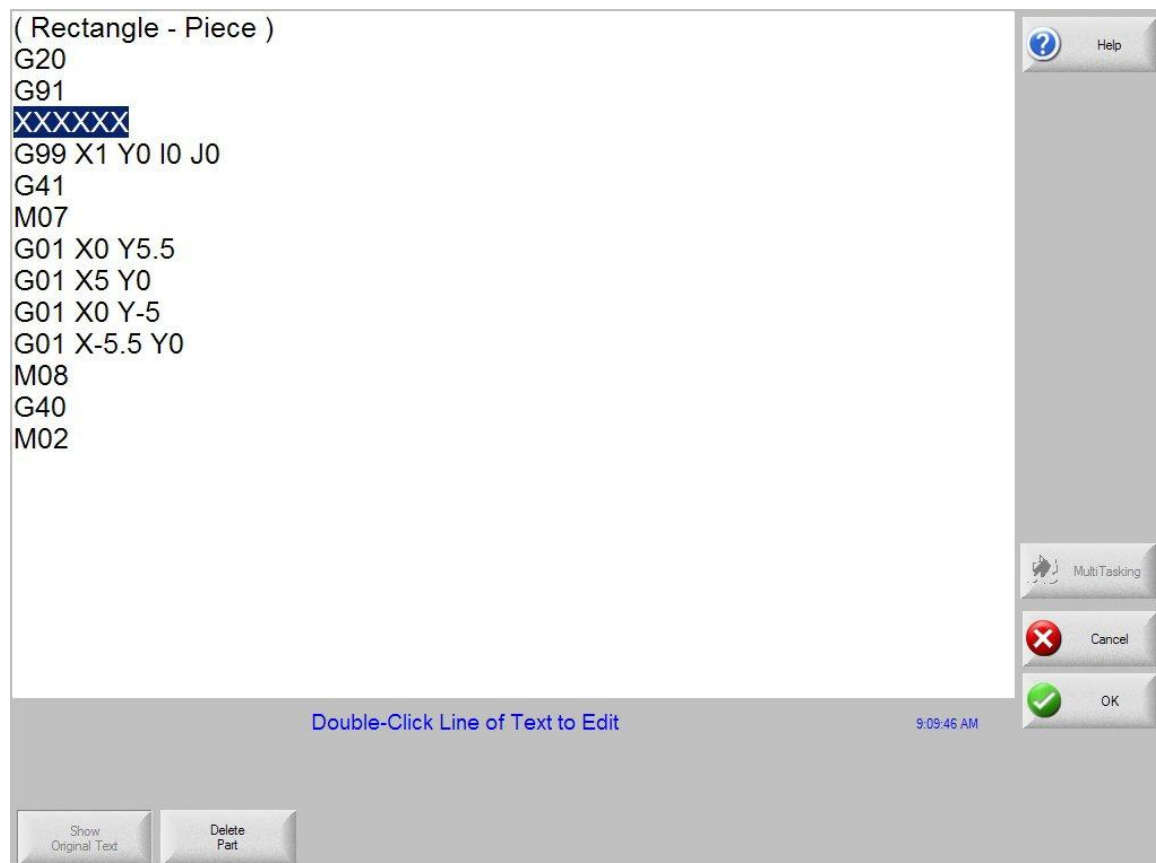 ( Rectangle - Piece )
G20
G91
XXXXXX
G99 X1 Y0 I0 J0
G41
M07
G01 X0 Y5.5
G01 X5 Y0
G01 X0 Y-5
G01 X-5.5 Y0
M08
G40
M02
Help
MultiTasking
Cancel
OK
Double-Click Line of Text to Edit
9:09:46 AM
Show
Original Text
Delete
Part